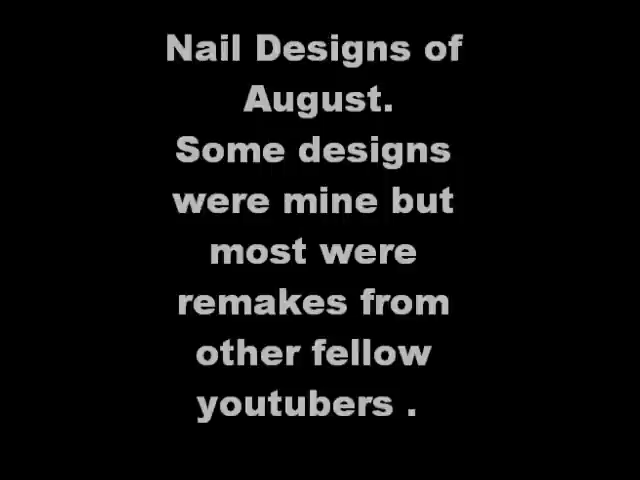 Nail Designs of
August.
Some designs
were mine but
most were
remakes from
other fellow
youtubers .